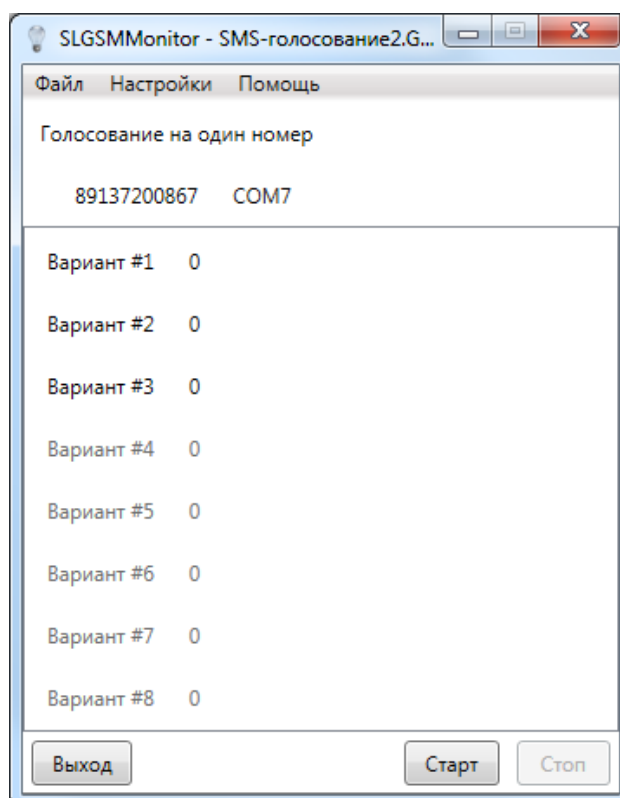 SLGSMMonitor - SMS-голосование2.G...
Файл Настройки Помощь
Голосование на один номер
89137200867 COM7
Вариант #1 0
Вариант #2 0
Вариант #3 0
Вариант #4 0
Вариант #5 0
Вариант #6 0
Вариант #7 0
Вариант #8 0
Выход Старт Стоп